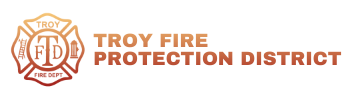 TROY
FTD
FIRE DEPT
TROY FIRE
PROTECTION DISTRICT